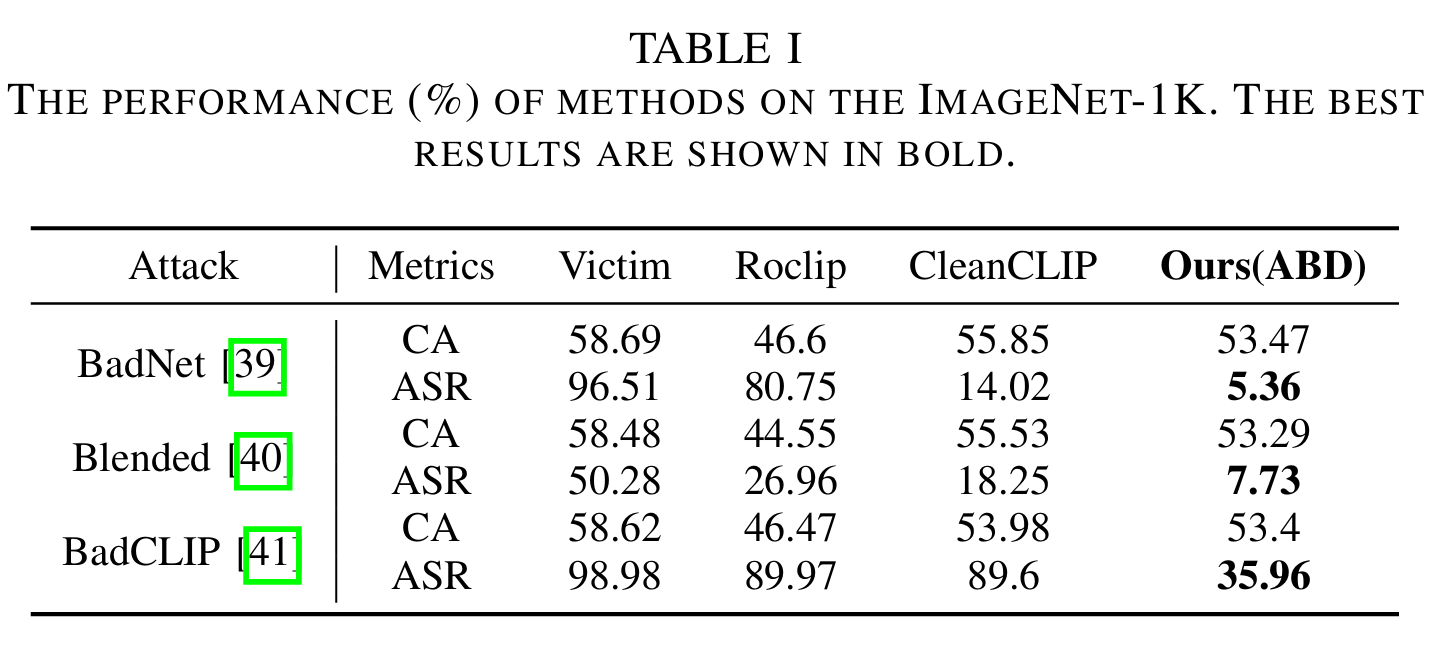 TABLE I
THE PERFORMANCE (%) OF METHODS ON THE IMAGENET-1K. THE BEST
RESULTS ARE SHOWN IN BOLD.
Attack Metrics Victim Roclip CleanCLIP Ours(ABD)
BadNet [39]
CA 58.69 46.6 55.85 53.47
ASR 96.51 80.75 14.02 5.36
Blended [40]
CA 58.48 44.55 55.53 53.29
ASR 50.28 26.96 18.25 7.73
BadCLIP [41]
CA 58.62 46.47 53.98 53.4
ASR 98.98 89.97 89.6 35.96